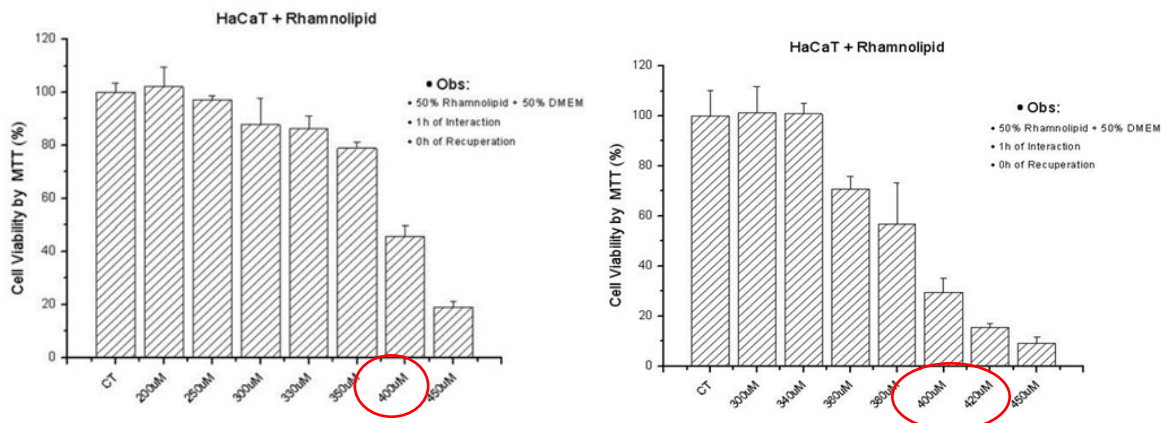 HaCaT + Rhamnolipid
Cell Viability by MTT (%)
120
100
80
60
40
20
0
• Obs:
• 50% Rhamnolipid + 50% DMEM
• 1h of Interaction
• 0h of Recuperation
CT 200uM 250uM 300uM 330uM 350uM 400uM 450uM
HaCaT + Rhamnolipid
Cell Viability by MTT (%)
120
100
80
60
40
20
0
• Obs:
• 50% Rhamnolipid + 50% DMEM
• 1h of Interaction
• 0h of Recuperation
CT 300uM 340uM 360uM 380uM 400uM 420uM 450uM